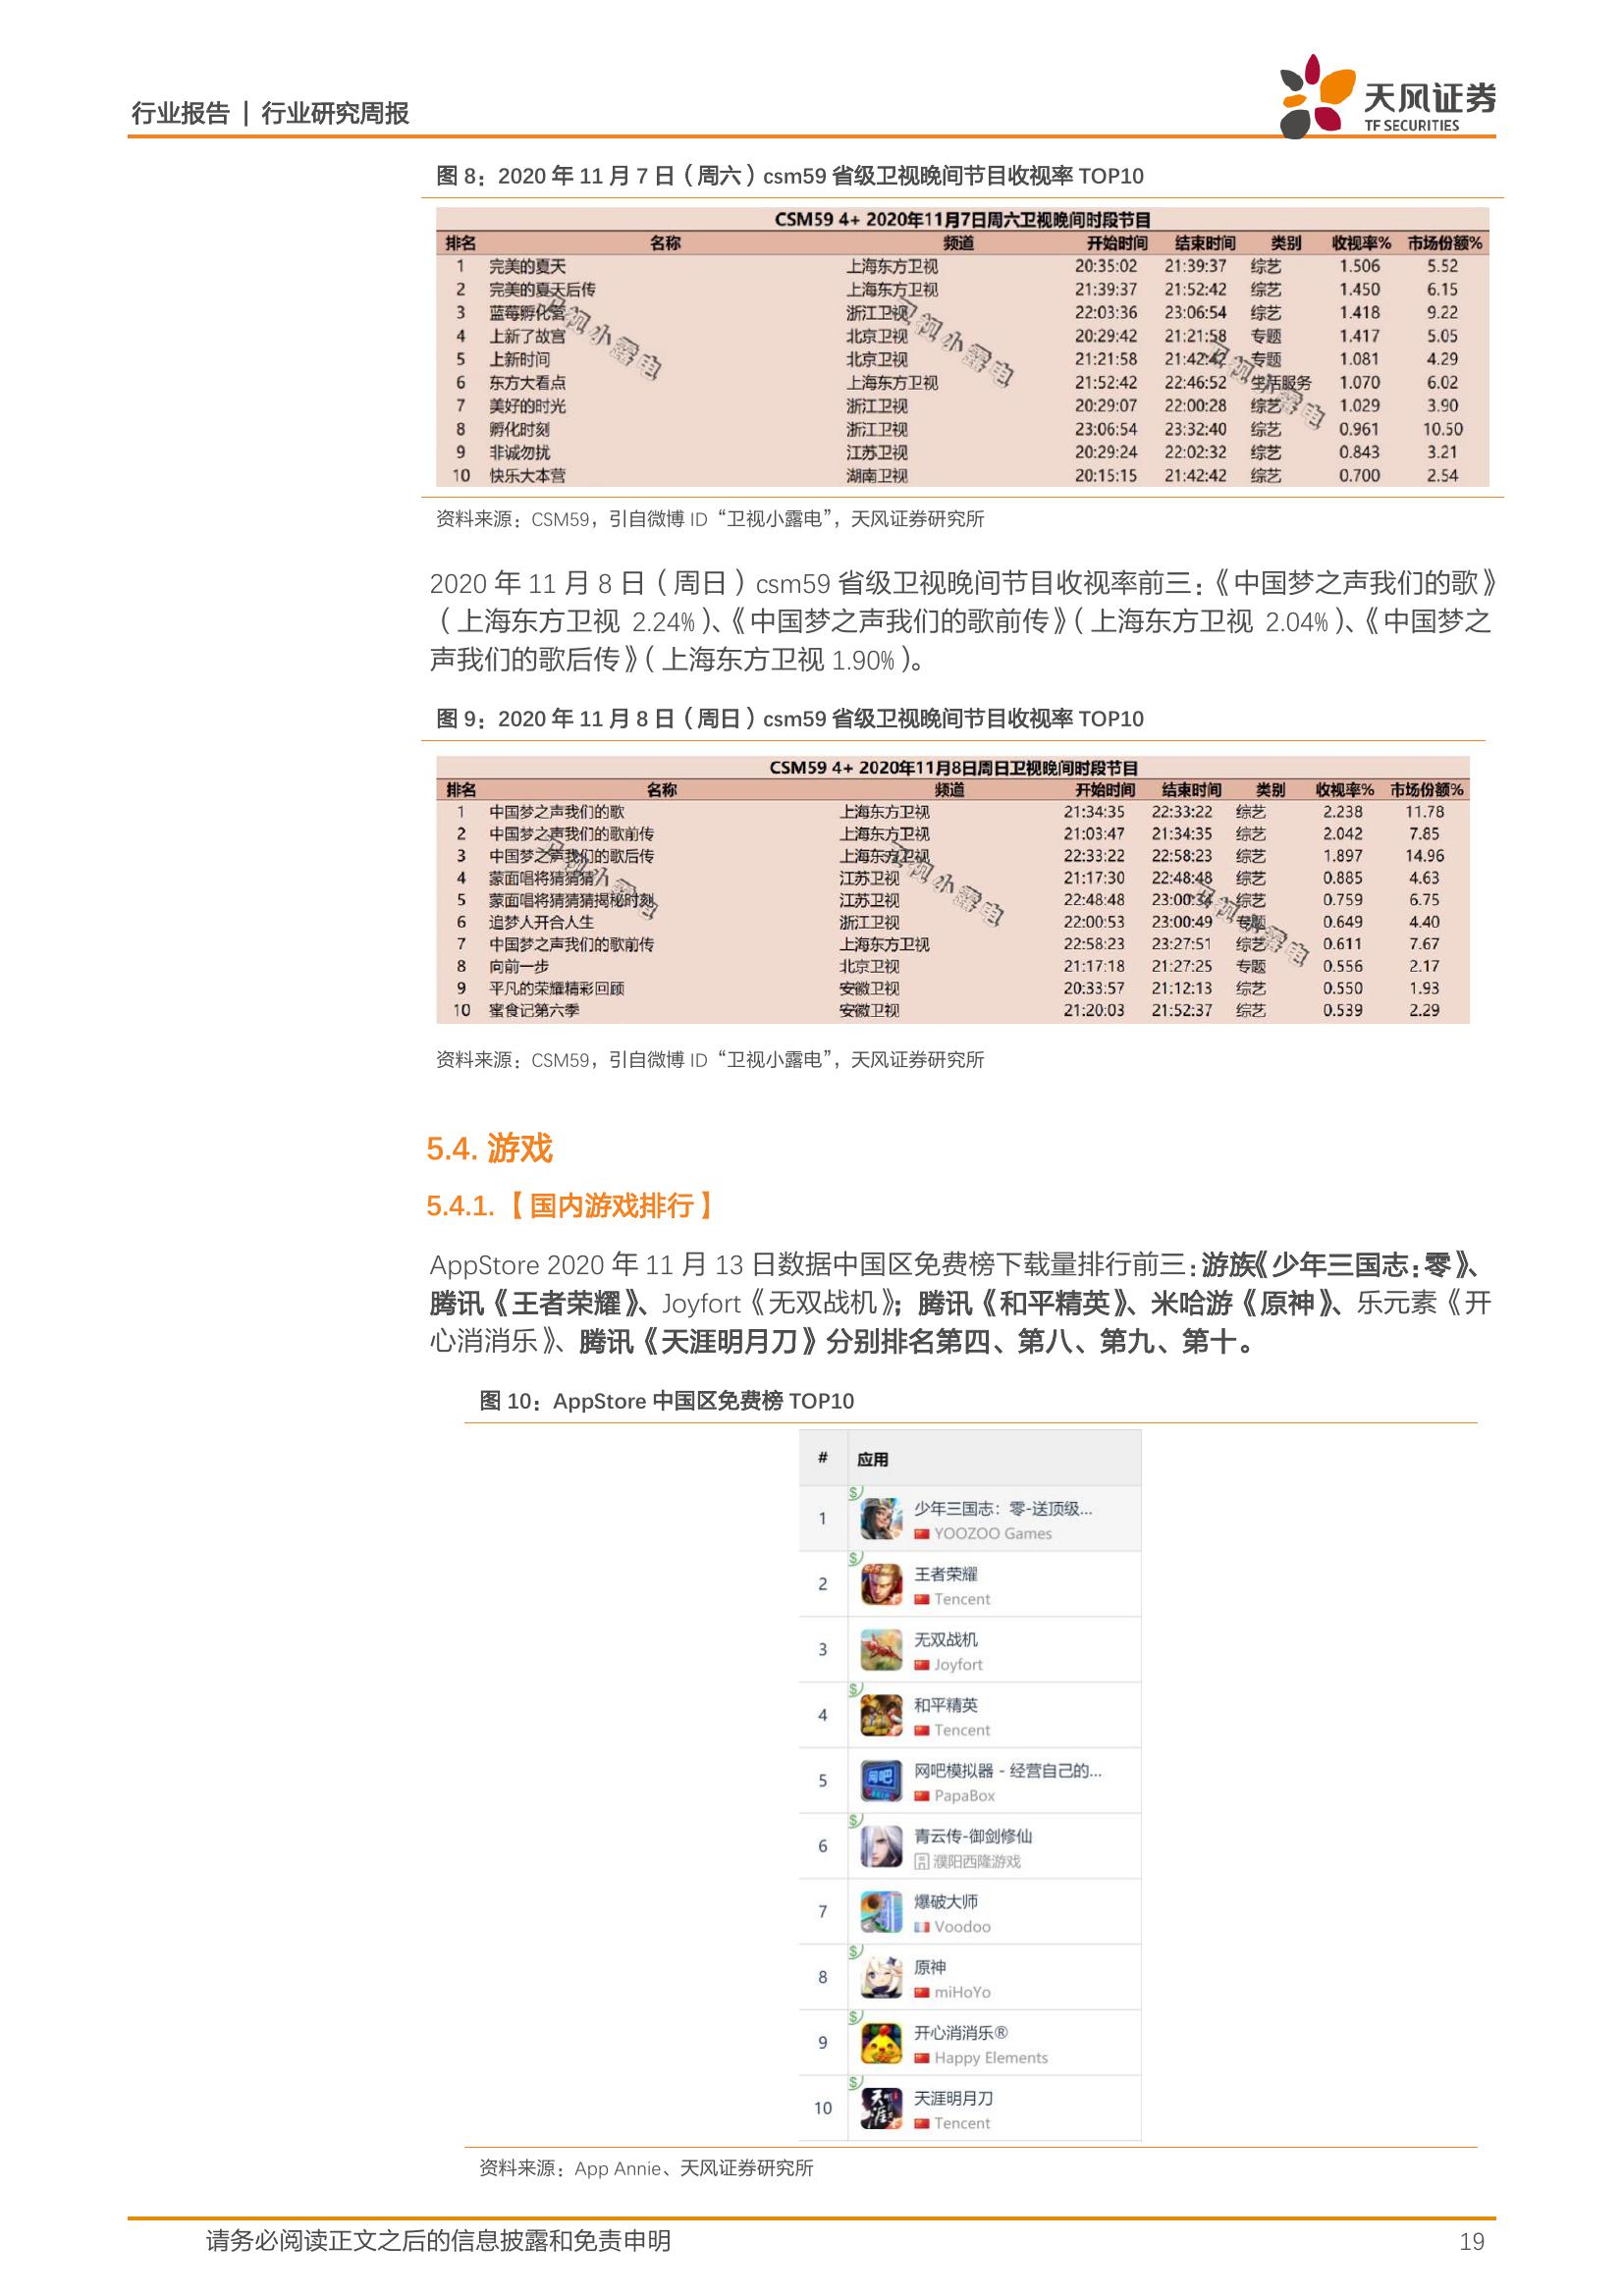 行业报告 | 行业研究周报
天风证券
TF SECURITIES
图 8：2020 年 11 月 7 日（周六）csm59 省级卫视晚间节目收视率 TOP10
CSM59 4+ 2020年11月7日周六卫视晚间时段节目
排名 名称 频道 开始时间 结束时间 类别 收视率% 市场份额%
1 完美的夏天 上海东方卫视 20:35:02 21:39:37 综艺 1.506 5.52
2 完美的夏天后传 上海东方卫视 21:39:37 21:52:42 综艺 1.450 6.15
3 蓝莓孵化营 浙江卫视 22:03:36 23:06:54 综艺 1.418 9.22
4 上新了故宫 北京卫视 20:29:42 21:21:58 专题 1.417 5.05
5 上新时间 北京卫视 21:21:58 21:42:42 专题 1.081 4.29
6 东方大看点 上海东方卫视 21:52:42 22:46:52 生活服务 1.070 6.02
7 美好的时光 浙江卫视 20:29:07 22:00:28 综艺 1.029 3.90
8 孵化时刻 浙江卫视 23:06:54 23:32:40 综艺 0.961 10.50
9 非诚勿扰 江苏卫视 20:29:24 22:02:32 综艺 0.843 3.21
10 快乐大本营 湖南卫视 20:15:15 21:42:42 综艺 0.700 2.54
卫视小露电 卫视小露电 卫视小露电
资料来源：CSM59，引自微博 ID“卫视小露电”，天风证券研究所
2020 年 11 月 8 日（周日）csm59 省级卫视晚间节目收视率前三：《中国梦之声我们的歌》
（上海东方卫视 2.24%）、《中国梦之声我们的歌前传》（上海东方卫视 2.04%）、《中国梦之
声我们的歌后传》（上海东方卫视 1.90%）。
图 9：2020 年 11 月 8 日（周日）csm59 省级卫视晚间节目收视率 TOP10
CSM59 4+ 2020年11月8日周日卫视晚间时段节目
排名 名称 频道 开始时间 结束时间 类别 收视率% 市场份额%
1 中国梦之声我们的歌 上海东方卫视 21:34:35 22:33:22 综艺 2.238 11.78
2 中国梦之声我们的歌前传 上海东方卫视 21:03:47 21:34:35 综艺 2.042 7.85
3 中国梦之声我们的歌后传 上海东方卫视 22:33:22 22:58:23 综艺 1.897 14.96
4 蒙面唱将猜猜猜 江苏卫视 21:17:30 22:48:48 综艺 0.885 4.63
5 蒙面唱将猜猜猜揭秘时刻 江苏卫视 22:48:48 23:00:34 综艺 0.759 6.75
6 追梦人开合人生 浙江卫视 22:00:53 23:00:49 专题 0.649 4.40
7 中国梦之声我们的歌前传 上海东方卫视 22:58:23 23:27:51 综艺 0.611 7.67
8 向前一步 北京卫视 21:17:18 21:27:25 专题 0.556 2.17
9 平凡的荣耀精彩回顾 安徽卫视 20:33:57 21:12:13 综艺 0.550 1.93
10 蜜食记第六季 安徽卫视 21:20:03 21:52:37 综艺 0.539 2.29
卫视小露电 卫视小露电 卫视小露电
资料来源：CSM59，引自微博 ID“卫视小露电”，天风证券研究所
5.4. 游戏
5.4.1.【国内游戏排行】
AppStore 2020 年 11 月 13 日数据中国区免费榜下载量排行前三：游族《少年三国志：零》、
腾讯《王者荣耀》、Joyfort《无双战机》；腾讯《和平精英》、米哈游《原神》、乐元素《开
心消消乐》、腾讯《天涯明月刀》分别排名第四、第八、第九、第十。
图 10：AppStore 中国区免费榜 TOP10
# 应用
1 少年三国志：零-送顶级...
YOOZOO Games
2 王者荣耀
Tencent
3 无双战机
Joyfort
4 和平精英
Tencent
5 网吧模拟器 - 经营自己的...
PapaBox
6 青云传-御剑修仙
濮阳西隆游戏
7 爆破大师
Voodoo
8 原神
miHoYo
9 开心消消乐®
Happy Elements
10 天涯明月刀
Tencent
资料来源：App Annie、天风证券研究所
请务必阅读正文之后的信息披露和免责申明 19